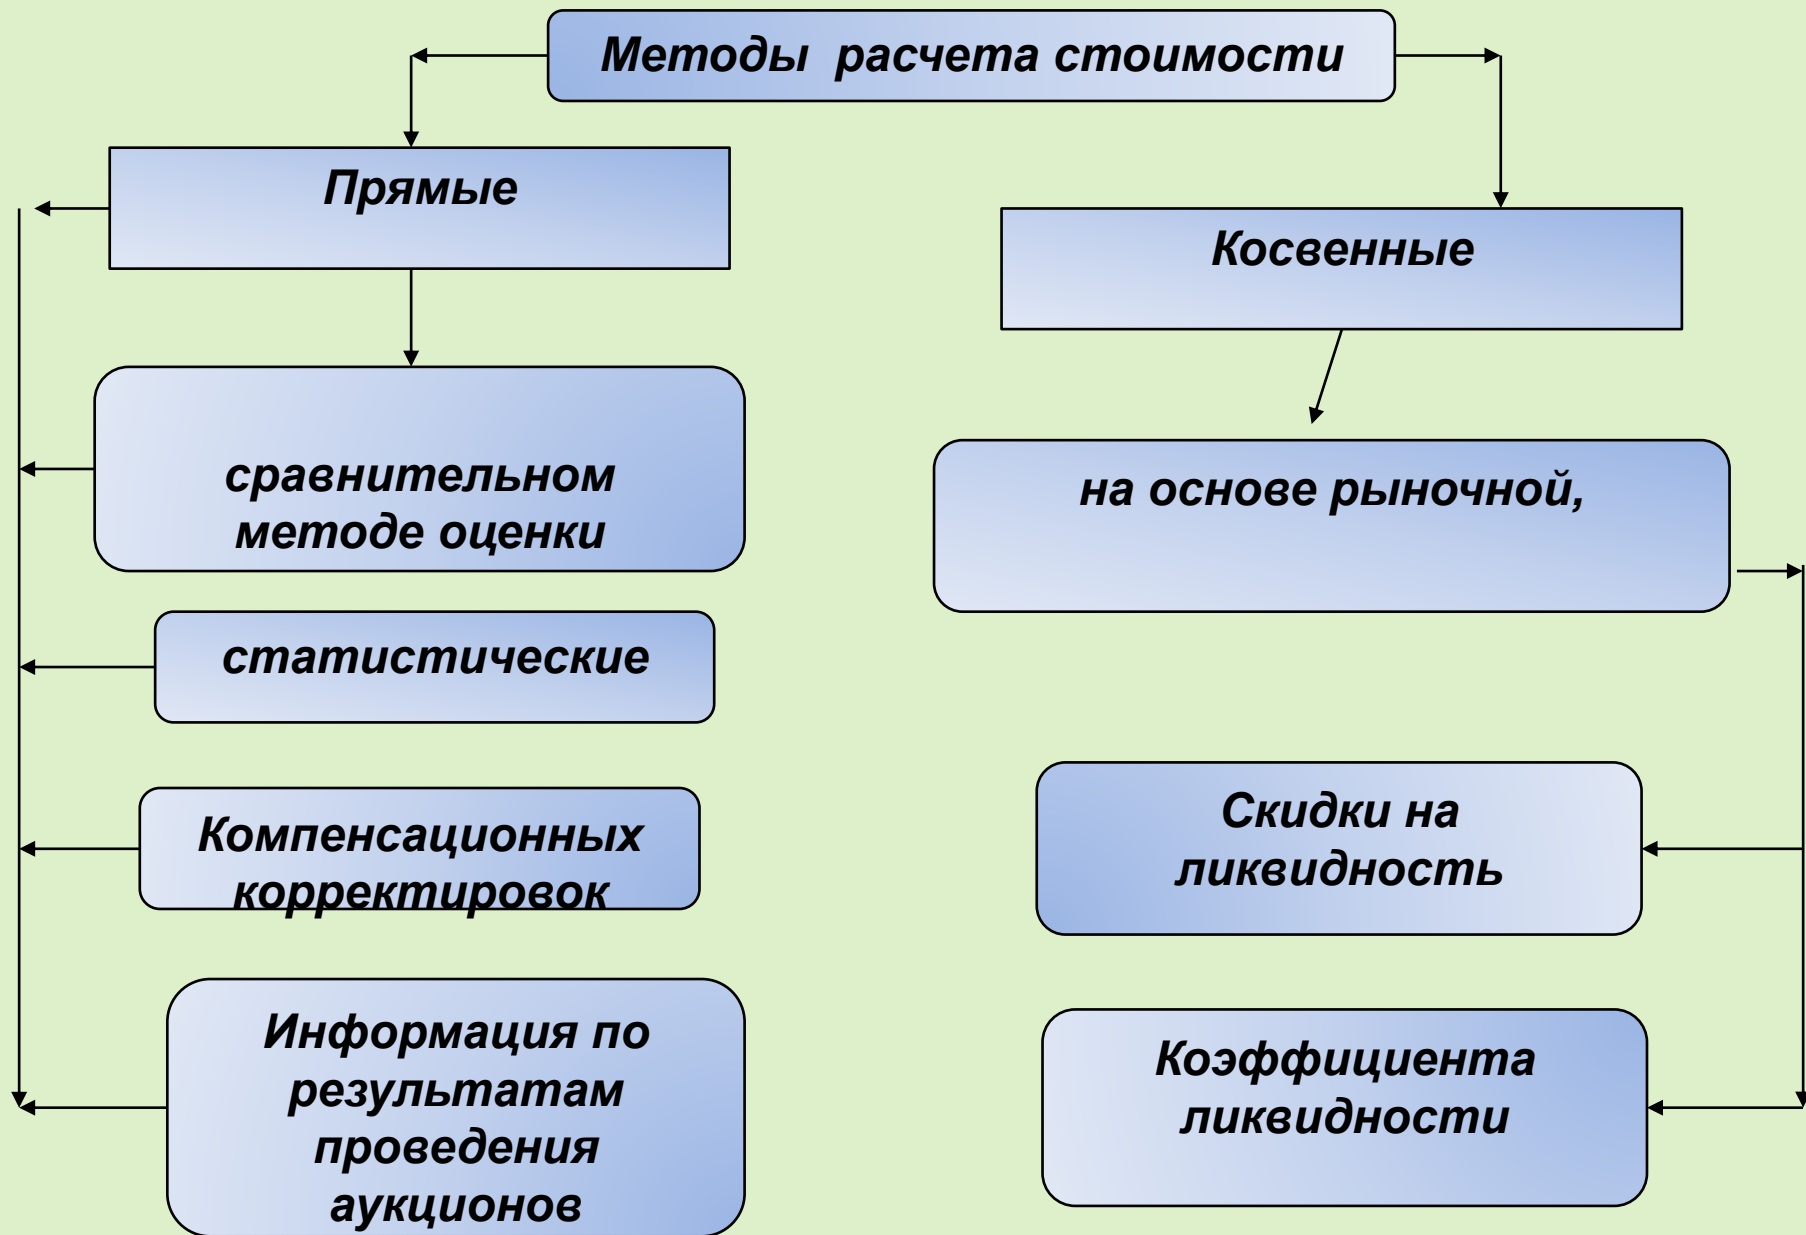 Методы расчета стоимости
Прямые
Косвенные
сравнительном
методе оценки
на основе рыночной,
статистические
Компенсационных
корректировок
Скидки на
ликвидность
Информация по
результатам
проведения
аукционов
Коэффициента
ликвидности